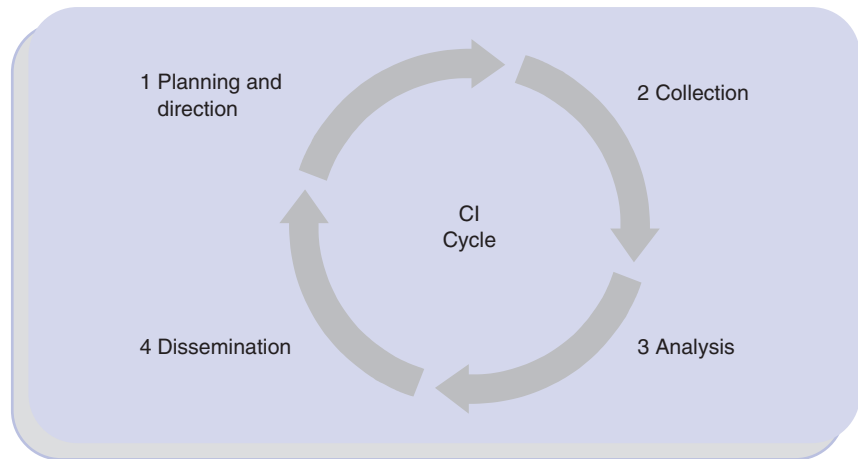 1 Planning and
direction
2 Collection
CI
Cycle
4 Dissemination
3 Analysis